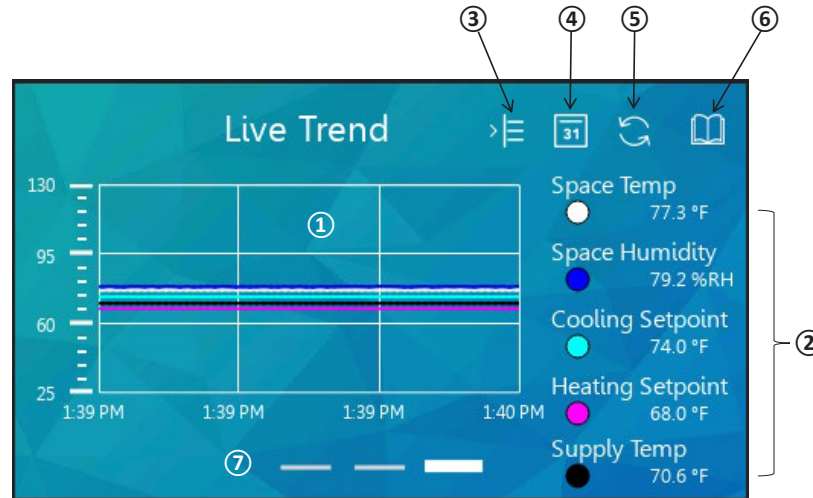 ③ ④ ⑤ ⑥
Live Trend
31
130
95
60
25
①
1:39 PM 1:39 PM 1:39 PM 1:40 PM
Space Temp
77.3 °F
Space Humidity
79.2 %RH
Cooling Setpoint
74.0 °F
Heating Setpoint
68.0 °F
Supply Temp
70.6 °F
②
⑦